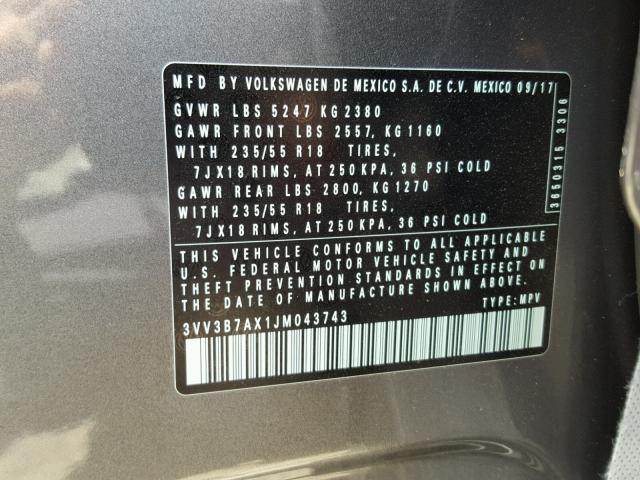 MFD BY VOLKSWAGEN DE MEXICO S.A. DE C.V. MEXICO 09/17
GVWR LBS 5247 KG 2380
GAWR FRONT LBS 2557, KG 1160
WITH 235/55 R18 TIRES,
7JX18 RIMS, AT 250 KPA, 36 PSI COLD
GAWR REAR LBS 2800, KG 1270
WITH 235/55 R18 TIRES,
7JX18 RIMS, AT 250 KPA, 36 PSI COLD
THIS VEHICLE CONFORMS TO ALL APPLICABLE
U.S. FEDERAL MOTOR VEHICLE SAFETY AND
THEFT PREVENTION STANDARDS IN EFFECT ON
THE DATE OF MANUFACTURE SHOWN ABOVE.
3VV3B7AX1JM043743 TYPE: MPV
3650315 3306